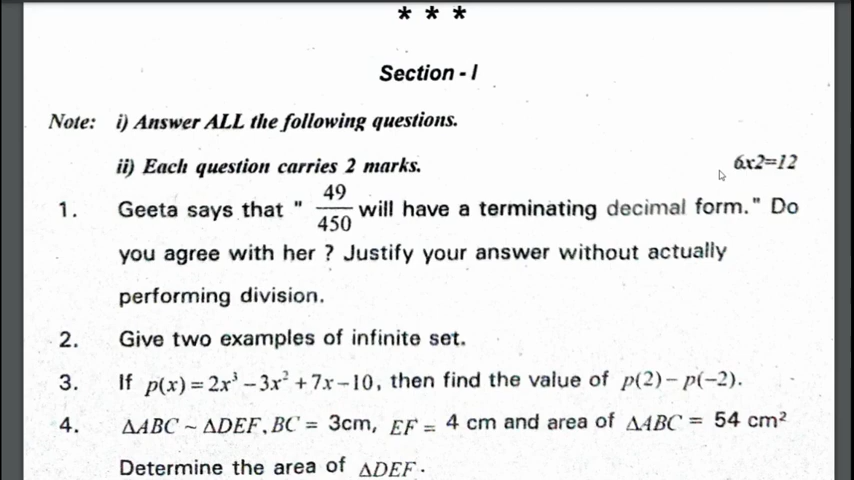 * * *
Section - I
Note: i) Answer ALL the following questions.
ii) Each question carries 2 marks.
6x2=12
1. Geeta says that " 49/450 will have a terminating decimal form." Do
you agree with her ? Justify your answer without actually
performing division.
2. Give two examples of infinite set.
3. If p(x) = 2x³ − 3x² + 7x − 10, then find the value of p(2) − p(−2).
4. ΔABC ~ ΔDEF, BC = 3cm, EF = 4 cm and area of ΔABC = 54 cm²
Determine the area of ΔDEF.